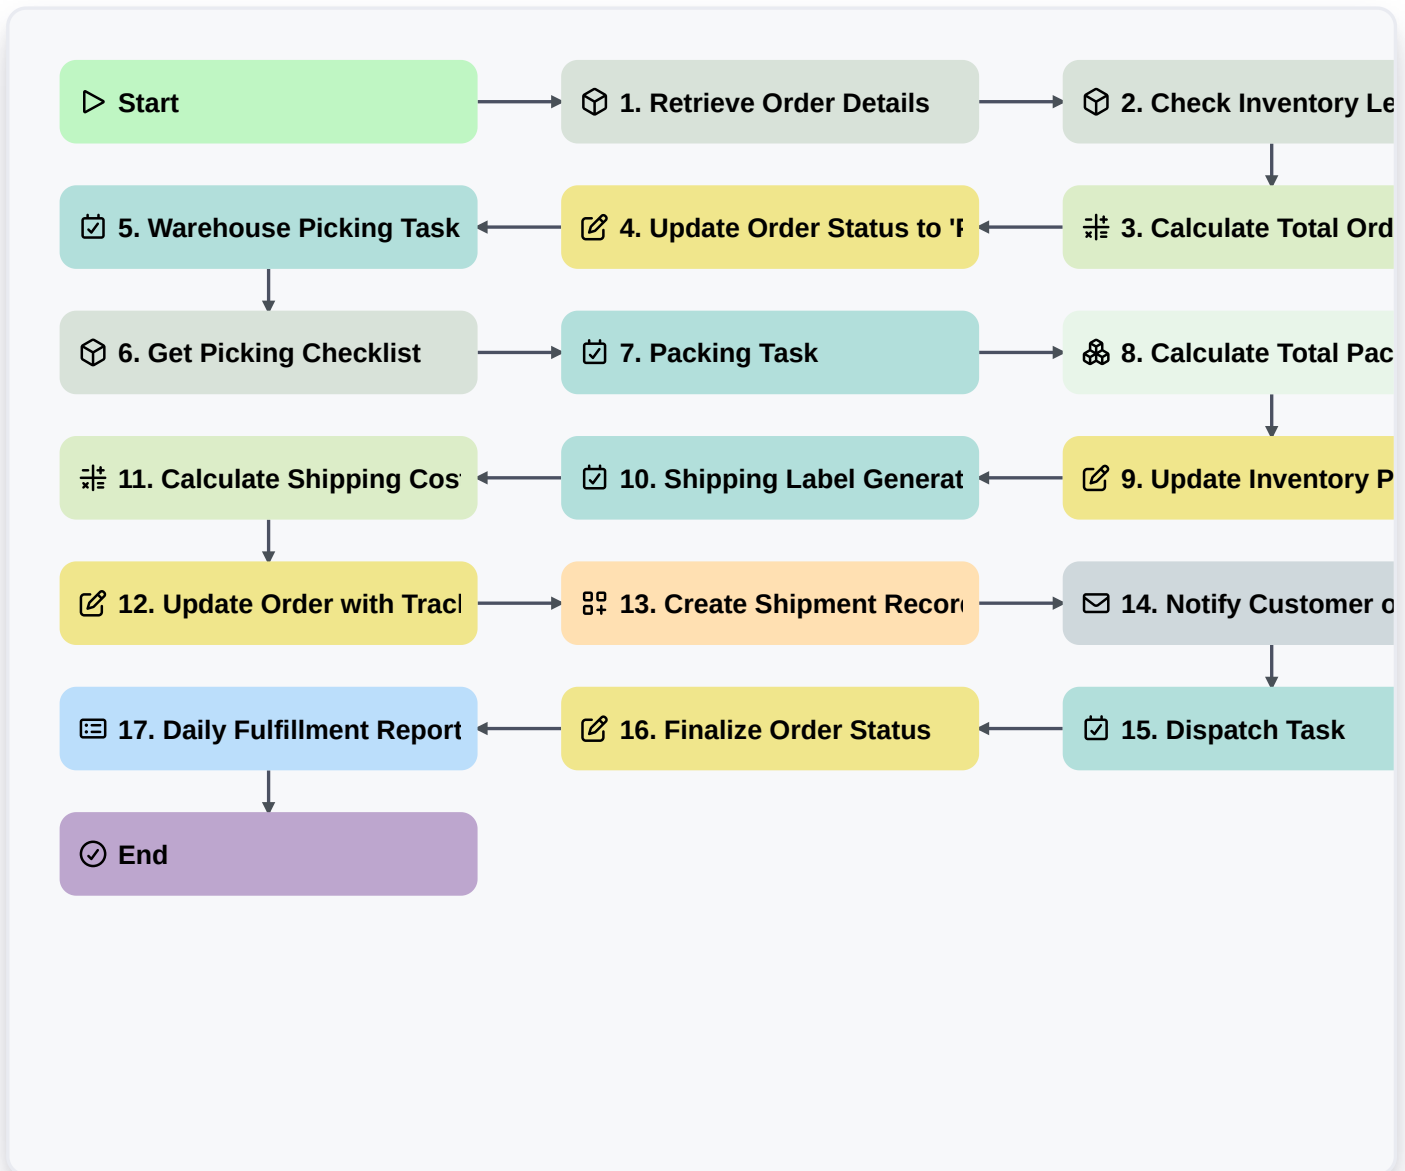 Start
1. Retrieve Order Details
2. Check Inventory Le
5. Warehouse Picking Task
4. Update Order Status to
3. Calculate Total Ord
6. Get Picking Checklist
7. Packing Task
8. Calculate Total Pac
11. Calculate Shipping Cost
10. Shipping Label Generat
9. Update Inventory P
12. Update Order with Track
13. Create Shipment Record
14. Notify Customer o
17. Daily Fulfillment Report
16. Finalize Order Status
15. Dispatch Task
End